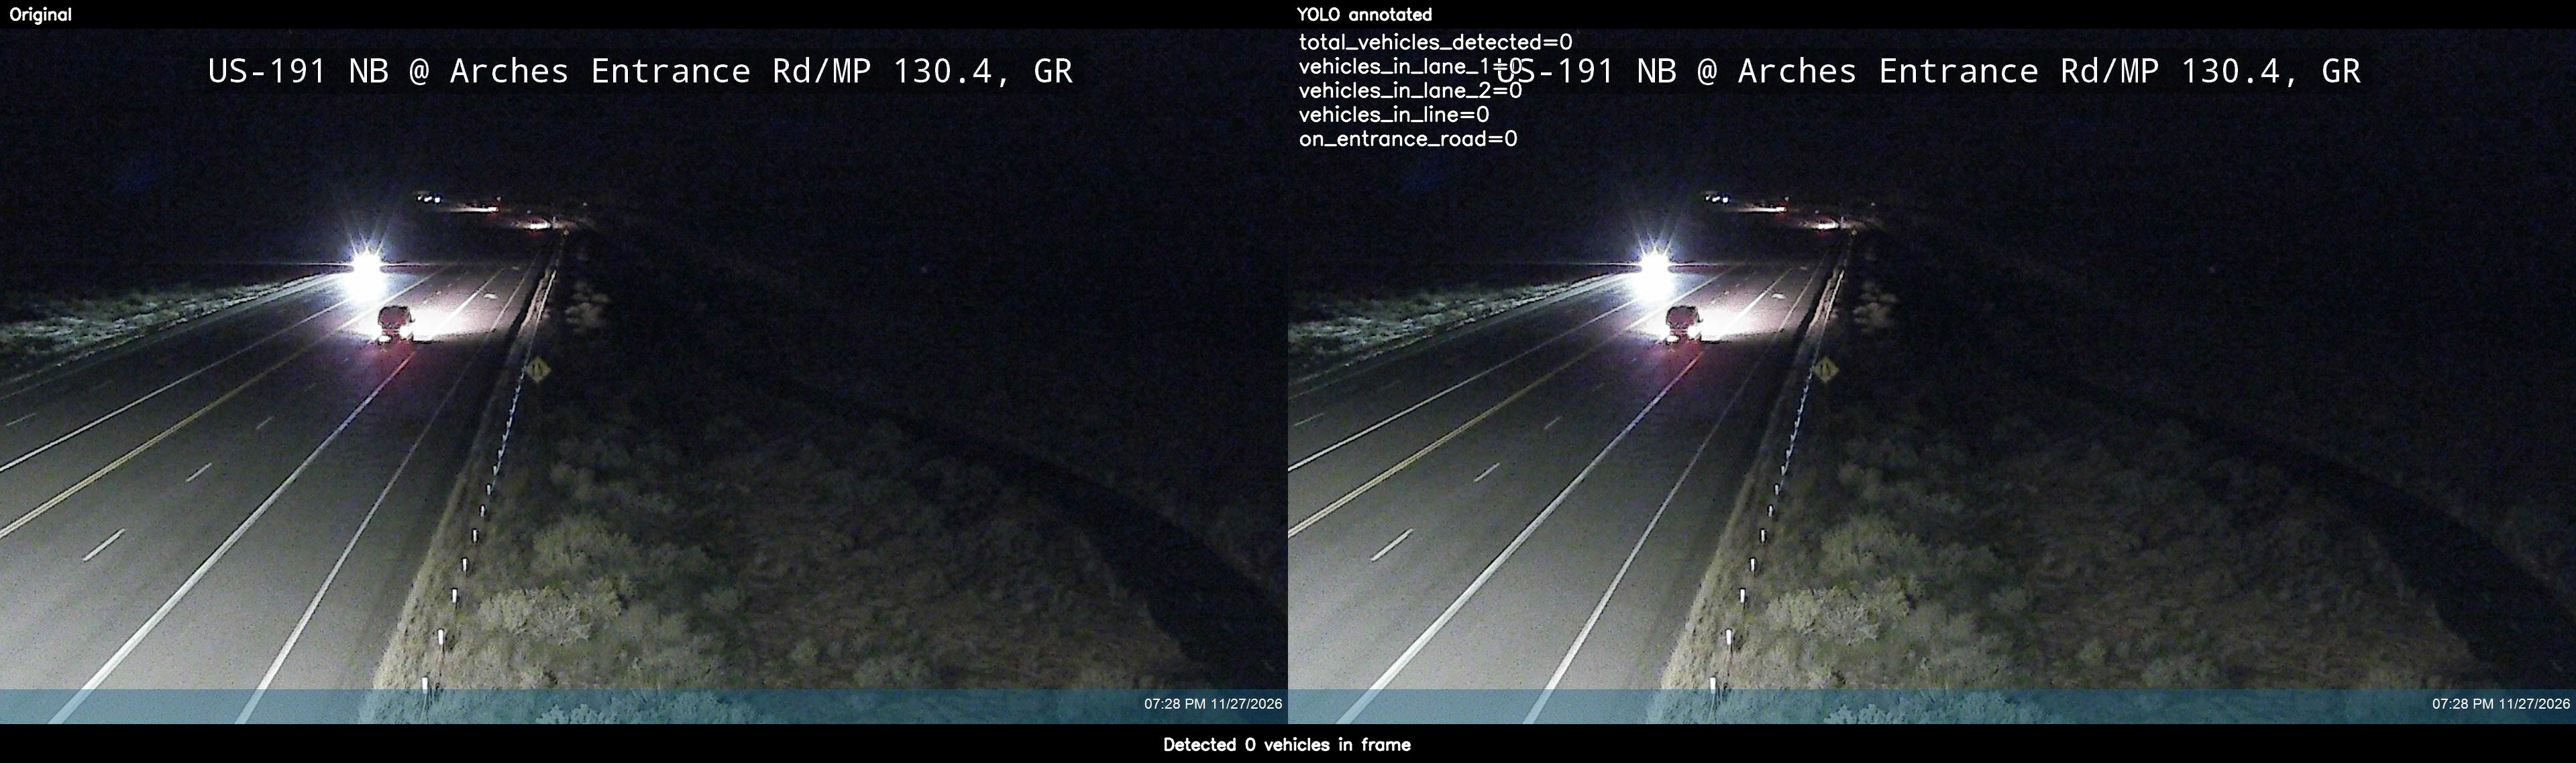 Original
US-191 NB @ Arches Entrance Rd/MP 130.4, GR
07:28 PM 11/27/2026
YOLO annotated
total_vehicles_detected=0
vehicles_in_lane_1=0
US-191 NB @ Arches Entrance Rd/MP 130.4, GR
vehicles_in_lane_2=0
vehicles_in_line=0
on_entrance_road=0
07:28 PM 11/27/2026
Detected 0 vehicles in frame